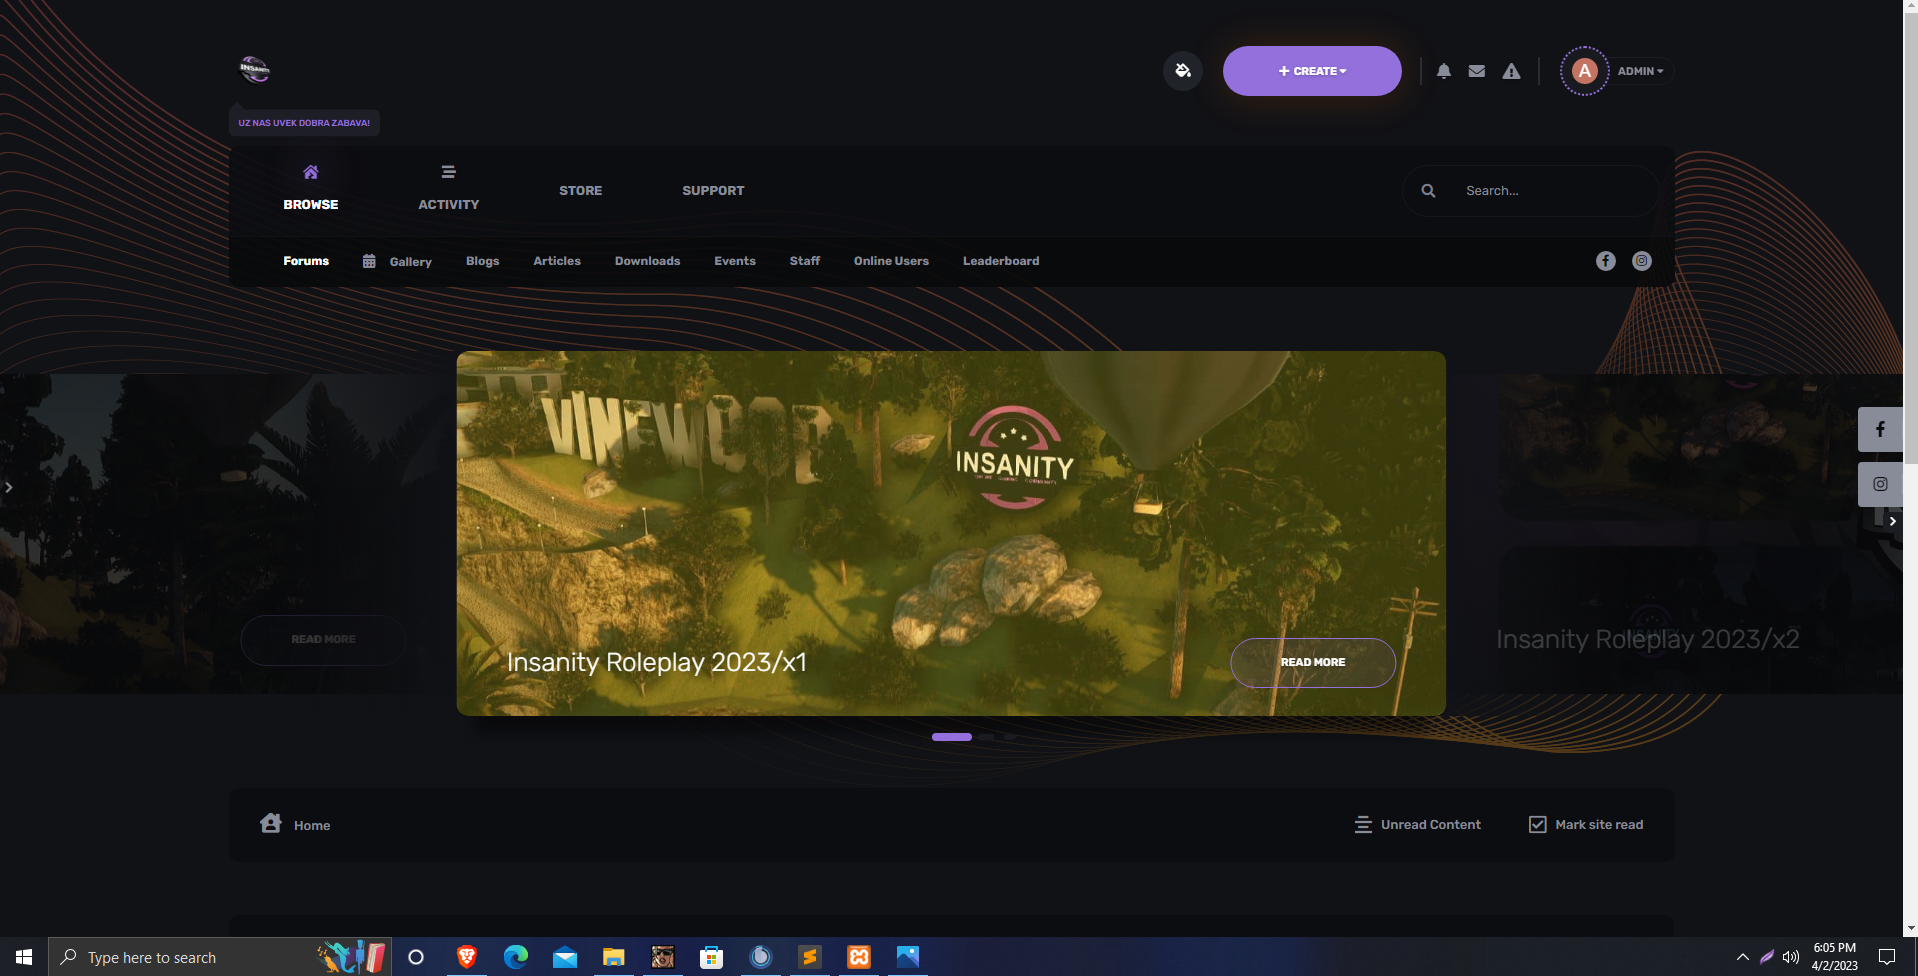 INSANITY
+ CREATE
A
ADMIN
UZ NAS UVEK DOBRA ZABAVA!
BROWSE
ACTIVITY
STORE
SUPPORT
Search...
Forums
Gallery
Blogs
Articles
Downloads
Events
Staff
Online Users
Leaderboard
VINEWOOD
INSANITY
READ MORE
Insanity Roleplay 2023/x1
READ MORE
Insanity Roleplay 2023/x2
Home
Unread Content
Mark site read
Type here to search
6:05 PM
4/2/2023